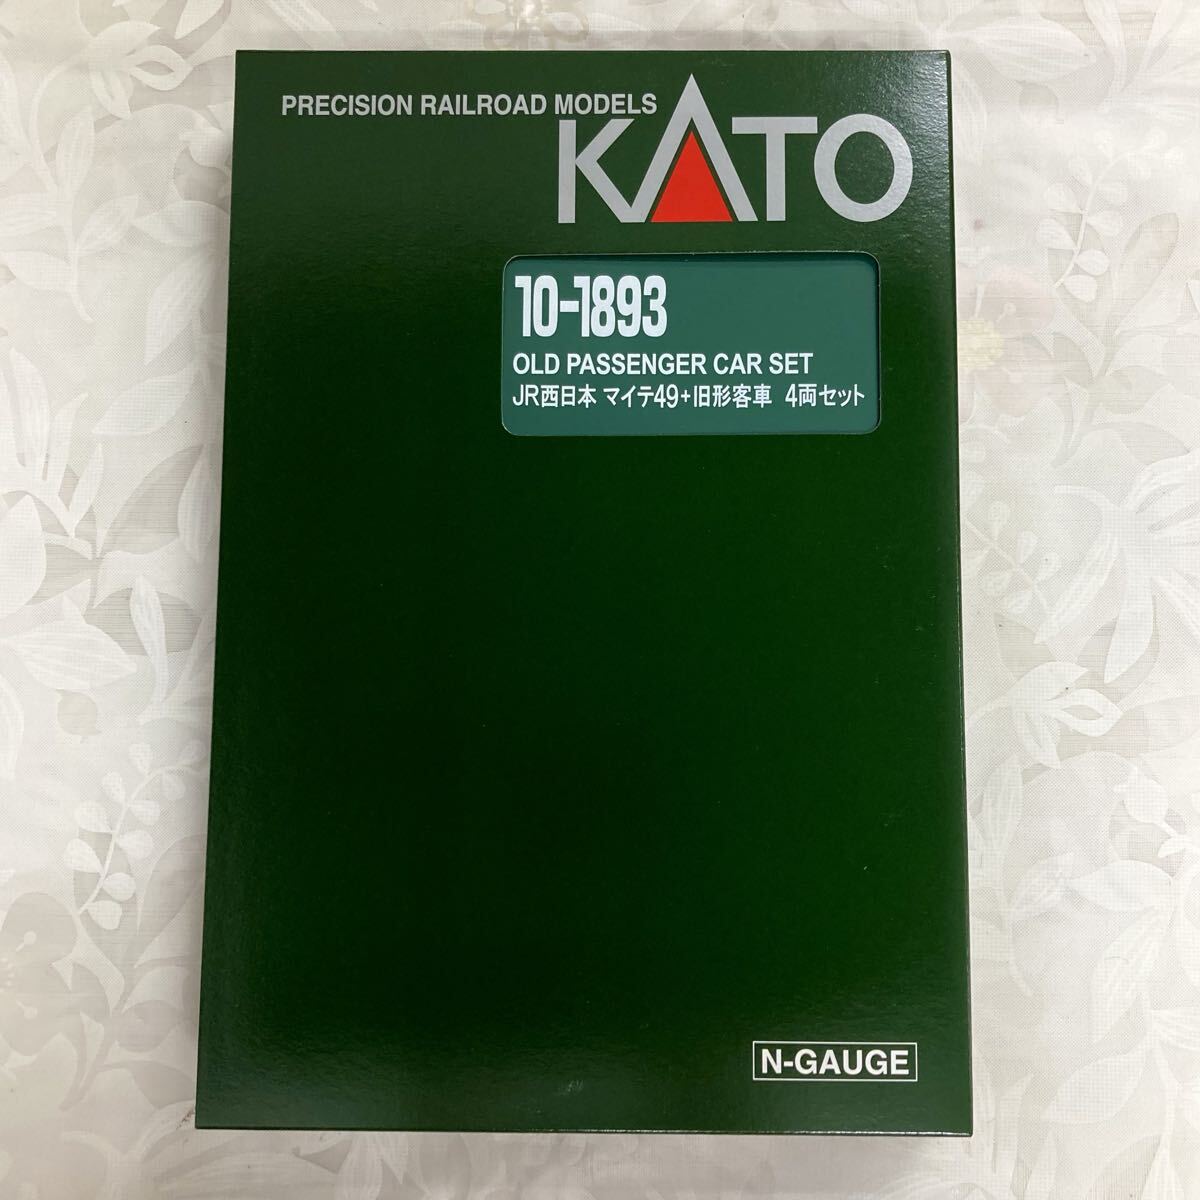 PRECISION RAILROAD MODELS
KATO
10-1893
OLD PASSENGER CAR SET
JR西日本 マイテ49+旧形客車 4両セット
N-GAUGE